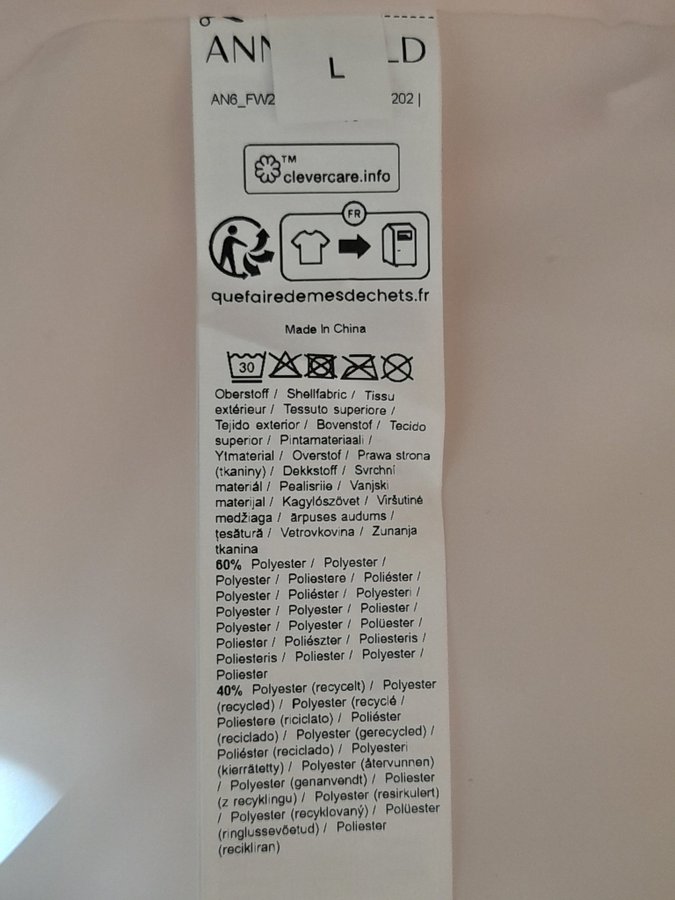 ANN LD
L
AN6_FW2 202 |
TM
clevercare.info
FR
quefairedemesdechets.fr
Made In China
30
Oberstoff / Shellfabric / Tissu
extérieur / Tessuto superiore /
Tejido exterior / Bovenstof / Tecido
superior / Pintamateriaali /
Ytmaterial / Overstof / Prawa strona
(tkaniny) / Dekkstoff / Svrchní
materiál / Pealisriie / Vanjski
materijal / Kagylószövet / Viršutinė
medžiaga / ārpuses audums /
țesătură / Vetrovkovina / Zunanja
tkanina
60% Polyester / Polyester /
Polyester / Poliestere / Poliéster /
Polyester / Poliéster / Polyesteri /
Polyester / Polyester / Poliester /
Polyester / Polyester / Polüester /
Poliester / Poliészter / Poliesteris /
Poliesteris / Poliester / Polyester /
Poliester
40% Polyester (recycelt) / Polyester
(recycled) / Polyester (recyclé /
Poliestere (riciclato) / Poliéster
(reciclado) / Polyester (gerecycled) /
Poliéster (reciclado) / Polyesteri
(kierrätetty) / Polyester (återvunnen)
/ Polyester (genanvendt) / Poliester
(z recyklingu) / Polyester (resirkulert)
/ Polyester (recyklovaný) / Polüester
(ringlussevõetud) / Poliester
(recikliran)